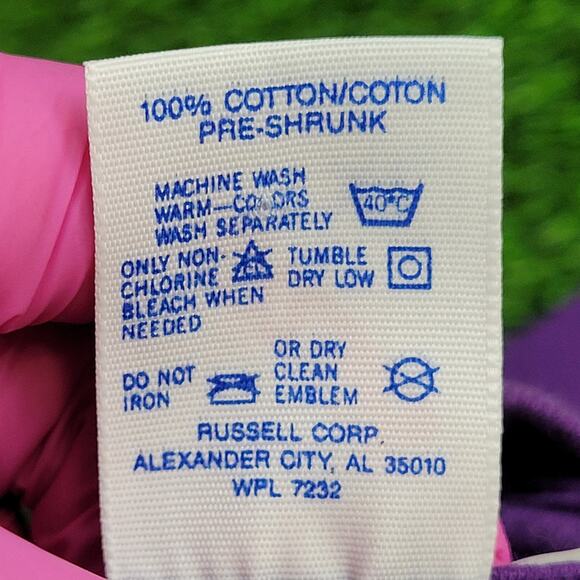 100% COTTON/COTON
PRE-SHRUNK
MACHINE WASH
WARM—COLORS
WASH SEPARATELY
40°C
ONLY NON-
CHLORINE
BLEACH WHEN
NEEDED
CL
TUMBLE
DRY LOW
DO NOT
IRON
OR DRY
CLEAN
EMBLEM
RUSSELL CORP.
ALEXANDER CITY, AL 35010
WPL 7232